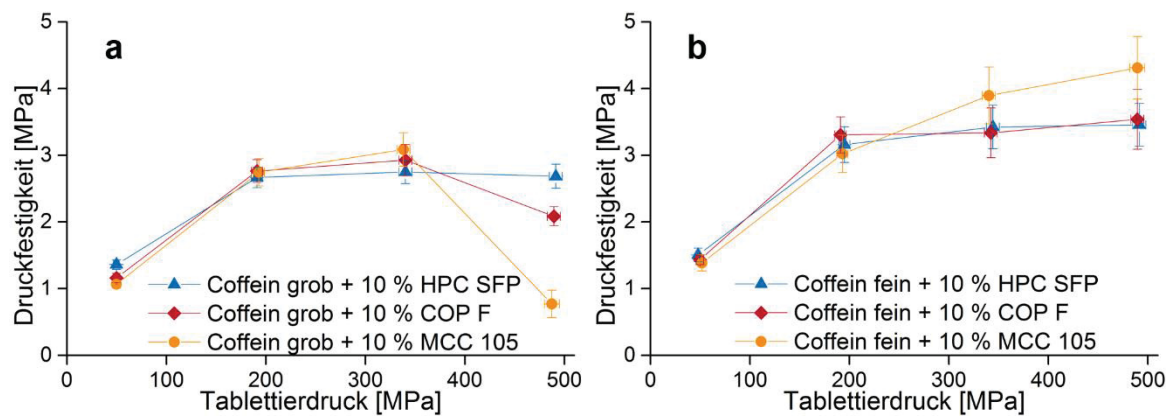 a
Druckfestigkeit [MPa]
5
4
3
2
1
0
Coffein grob + 10 % HPC SFP
Coffein grob + 10 % COP F
Coffein grob + 10 % MCC 105
0 100 200 300 400 500
Tablettierdruck [MPa]
b
Druckfestigkeit [MPa]
5
4
3
2
1
0
Coffein fein + 10 % HPC SFP
Coffein fein + 10 % COP F
Coffein fein + 10 % MCC 105
0 100 200 300 400 500
Tablettierdruck [MPa]